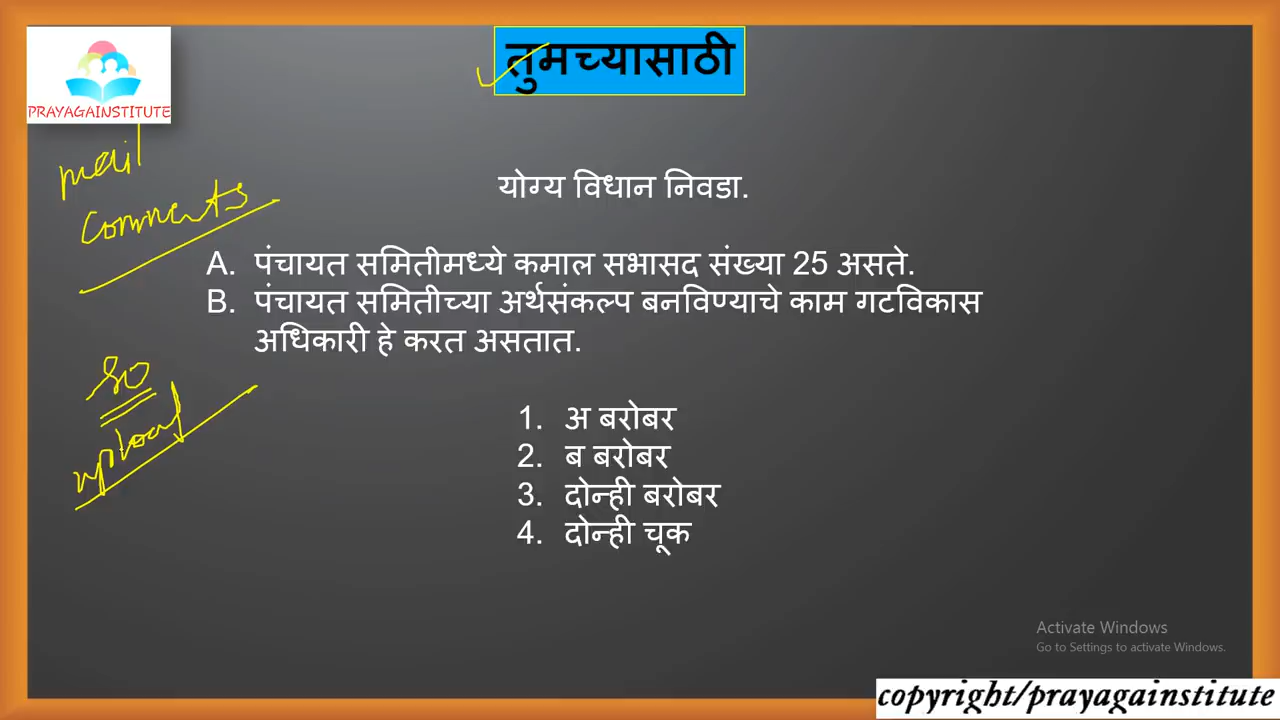 तुमच्यासाठी
PRAYAGAINSTITUTE
mail
comments
योग्य विधान निवडा.
A. पंचायत समितीमध्ये कमाल सभासद संख्या 25 असते.
B. पंचायत समितीच्या अर्थसंकल्प बनविण्याचे काम गटविकास
अधिकारी हे करत असतात.
upload
1. अ बरोबर
2. ब बरोबर
3. दोन्ही बरोबर
4. दोन्ही चूक
Activate Windows
Go to Settings to activate Windows.
copyright/prayagainstitute